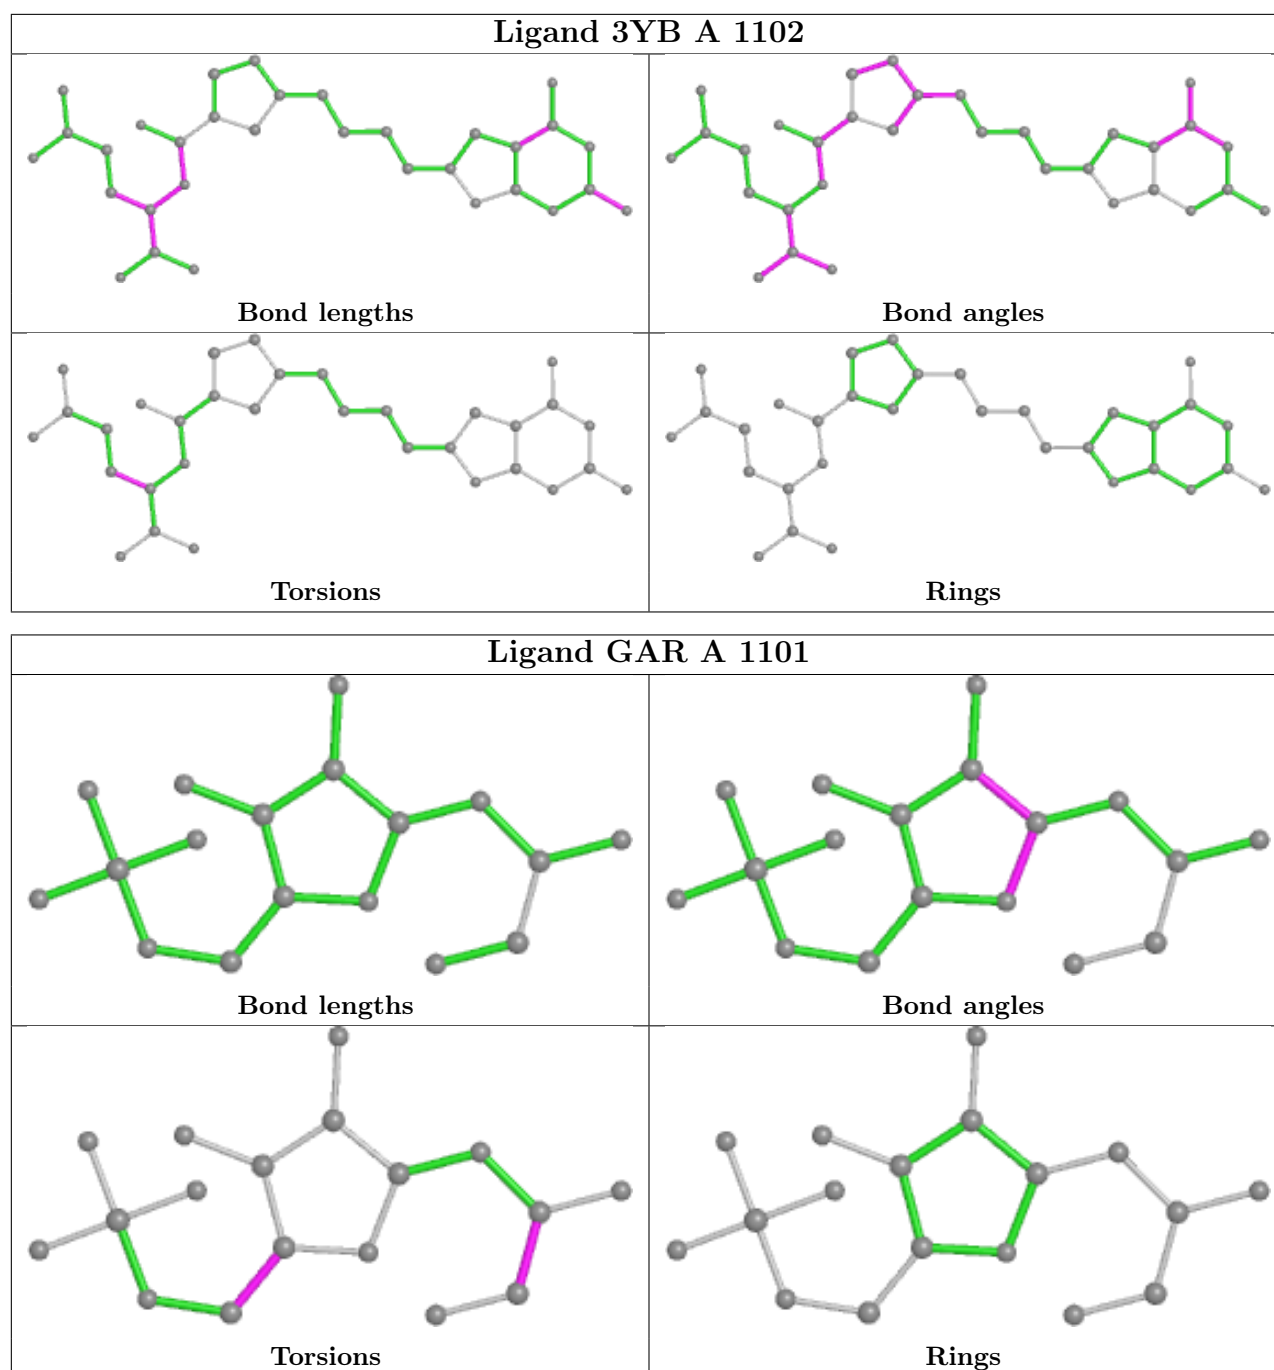 Ligand 3YB A 1102
Bond lengths
Bond angles
Torsions
Rings
Ligand GAR A 1101
Bond lengths
Bond angles
Torsions
Rings